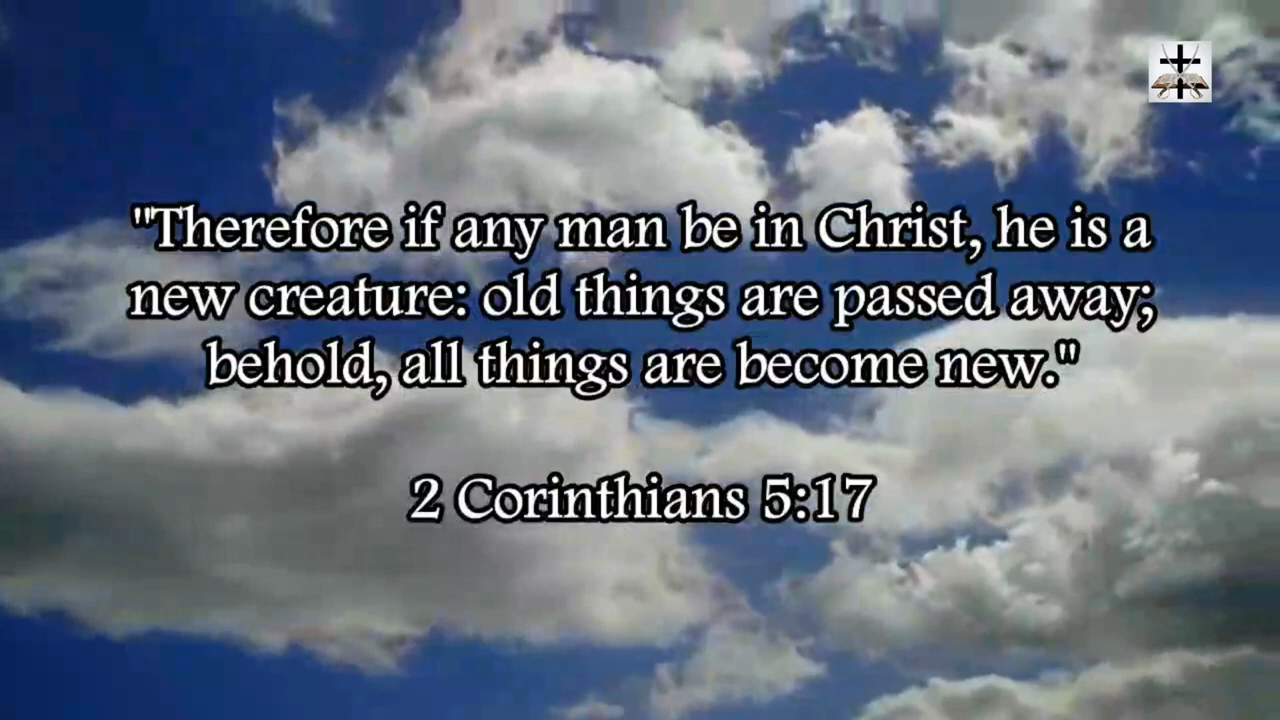 "Therefore if any man be in Christ, he is a
new creature: old things are passed away;
behold, all things are become new."
2 Corinthians 5:17